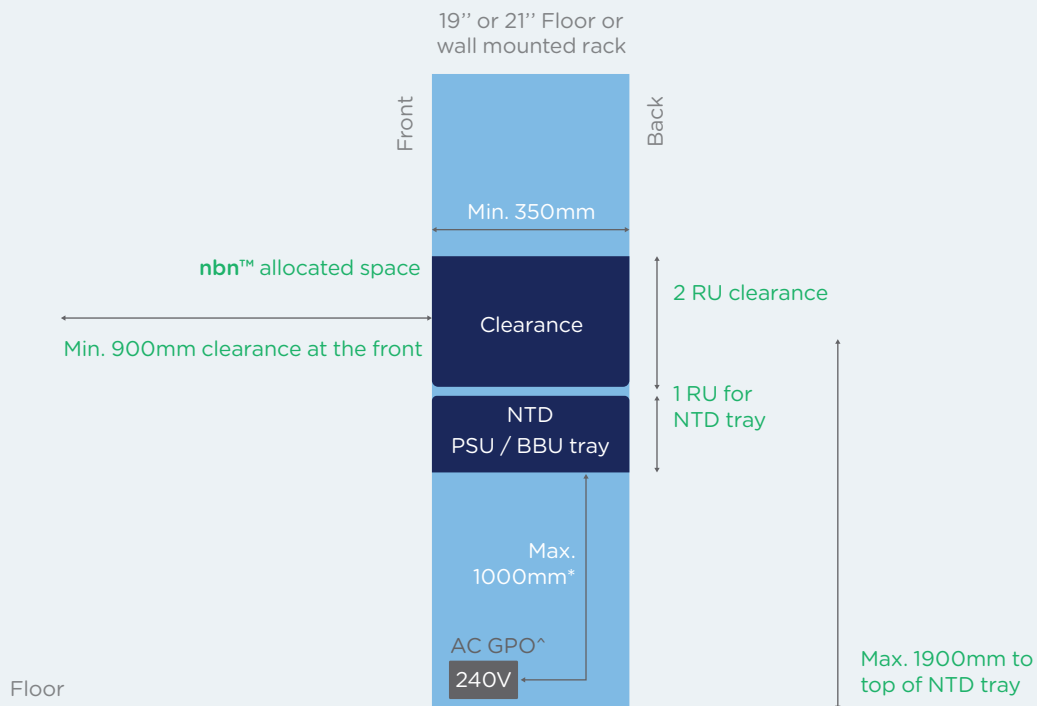 19’’ or 21’’ Floor or
wall mounted rack
Front
Back
Min. 350mm
nbn™ allocated space
2 RU clearance
Clearance
Min. 900mm clearance at the front
1 RU for
NTD tray
NTD
PSU / BBU tray
Max.
1000mm*
AC GPO^
240V
Floor
Max. 1900mm to
top of NTD tray